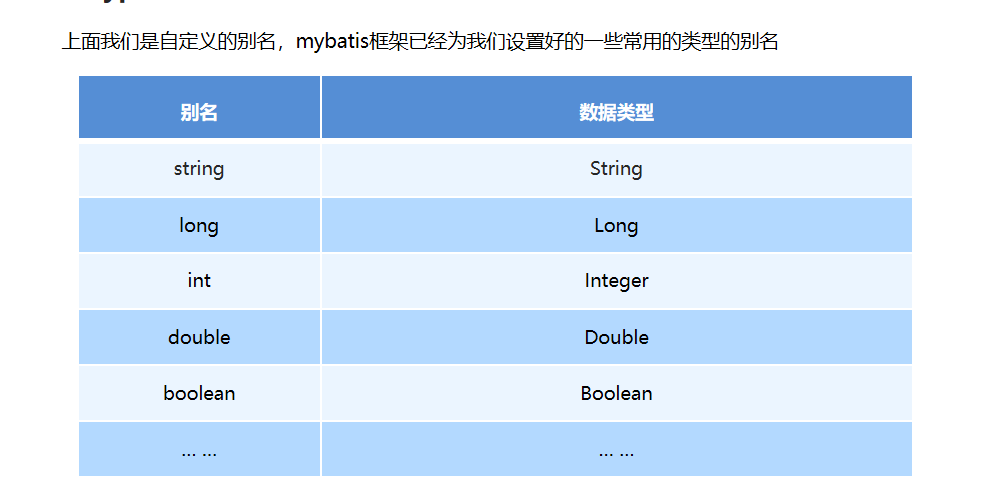 上面我们是自定义的别名，mybatis框架已经为我们设置好的一些常用的类型的别名
别名 数据类型
string String
long Long
int Integer
double Double
boolean Boolean
… … … …